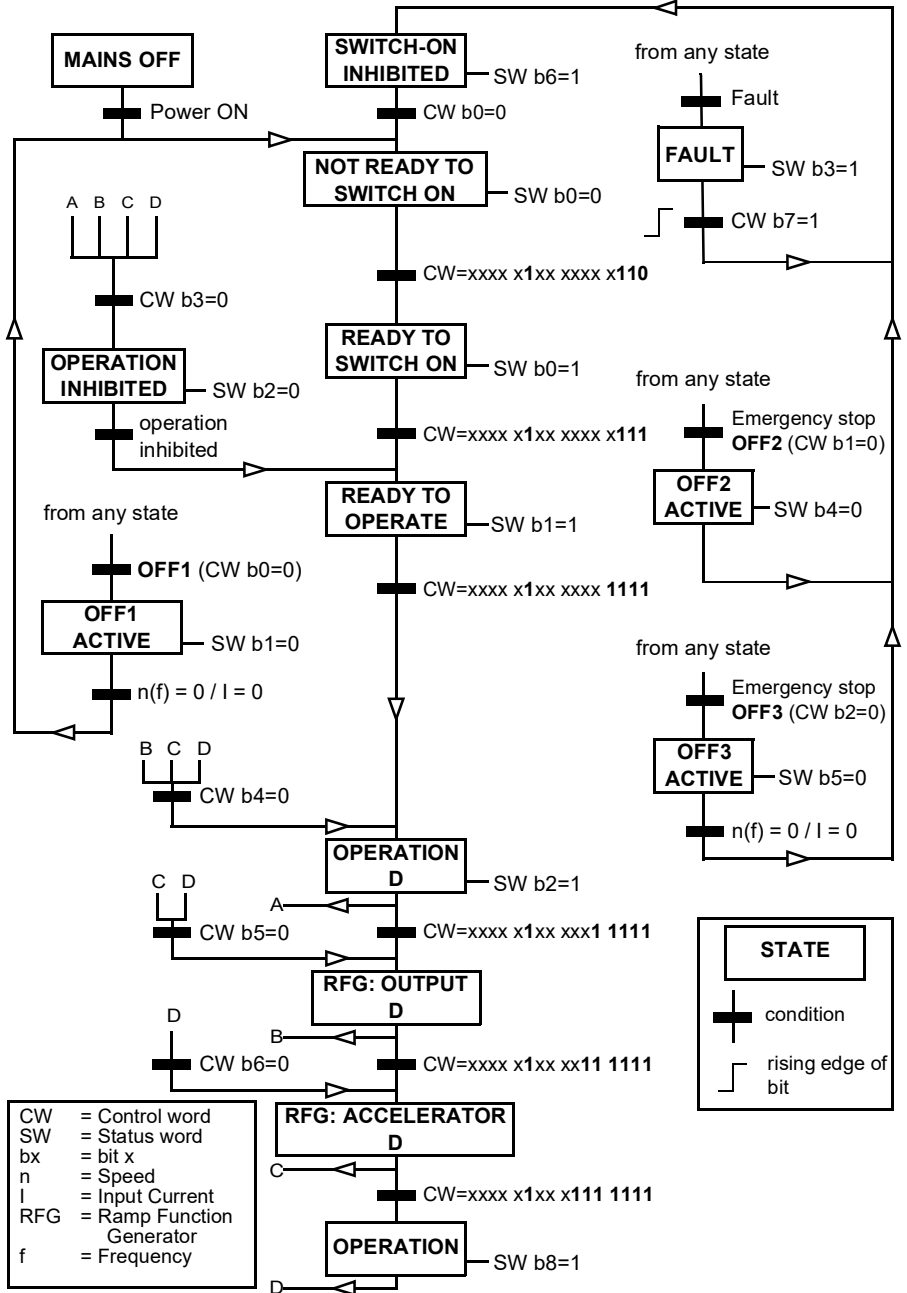 MAINS OFF
Power ON
SWITCH-ON
INHIBITED
SW b6=1
CW b0=0
NOT READY TO
SWITCH ON
SW b0=0
CW=xxxx x1xx xxxx x110
READY TO
SWITCH ON
SW b0=1
CW=xxxx x1xx xxxx x111
READY TO
OPERATE
SW b1=1
CW=xxxx x1xx xxxx 1111
A B C D
CW b3=0
OPERATION
INHIBITED
SW b2=0
operation
inhibited
from any state
OFF1 (CW b0=0)
OFF1
ACTIVE
SW b1=0
n(f) = 0 / I = 0
B C D
CW b4=0
OPERATION
D
SW b2=1
A
CW=xxxx x1xx xxx1 1111
C D
CW b5=0
RFG: OUTPUT
D
B
CW=xxxx x1xx xx11 1111
D
CW b6=0
RFG: ACCELERATOR
D
C
CW=xxxx x1xx x111 1111
OPERATION
SW b8=1
D
from any state
Fault
FAULT
SW b3=1
CW b7=1
from any state
Emergency stop
OFF2 (CW b1=0)
OFF2
ACTIVE
SW b4=0
from any state
Emergency stop
OFF3 (CW b2=0)
OFF3
ACTIVE
SW b5=0
n(f) = 0 / I = 0
STATE
condition
rising edge of
bit
CW = Control word
SW = Status word
bx = bit x
n = Speed
I = Input Current
RFG = Ramp Function
Generator
f = Frequency